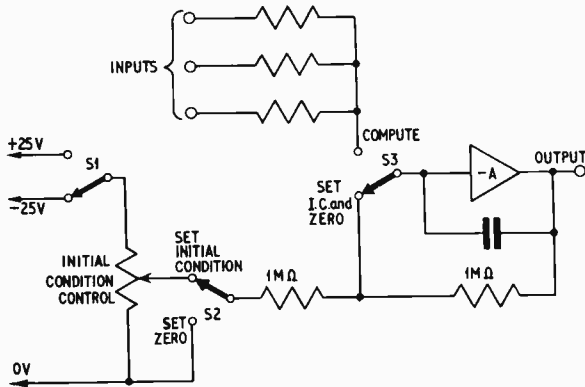 INPUTS
COMPUTE
+25V
S1
-25V
S3
-A
OUTPUT
SET
I.C. and
ZERO
SET
INITIAL
CONDITION
INITIAL
CONDITION
CONTROL
1MΩ
1MΩ
SET
ZERO
S2
0V